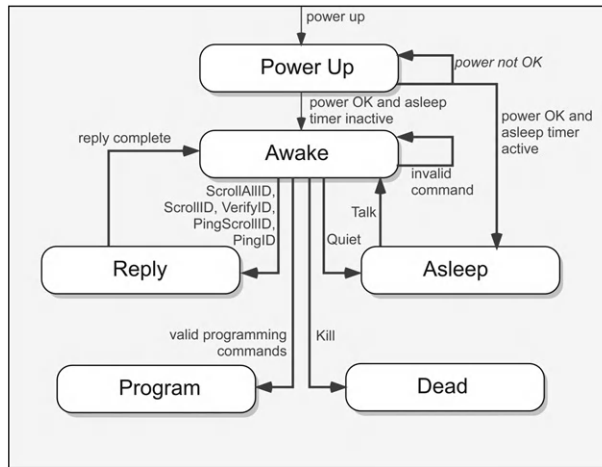 power up
Power Up
power not OK
power OK and asleep
timer inactive
power OK and
asleep timer
active
reply complete
Awake
invalid
command
ScrollAllID,
ScrollID, VerifyID,
PingScrollID,
PingID
Talk
Quiet
Reply
Asleep
valid programming
commands
Kill
Program
Dead